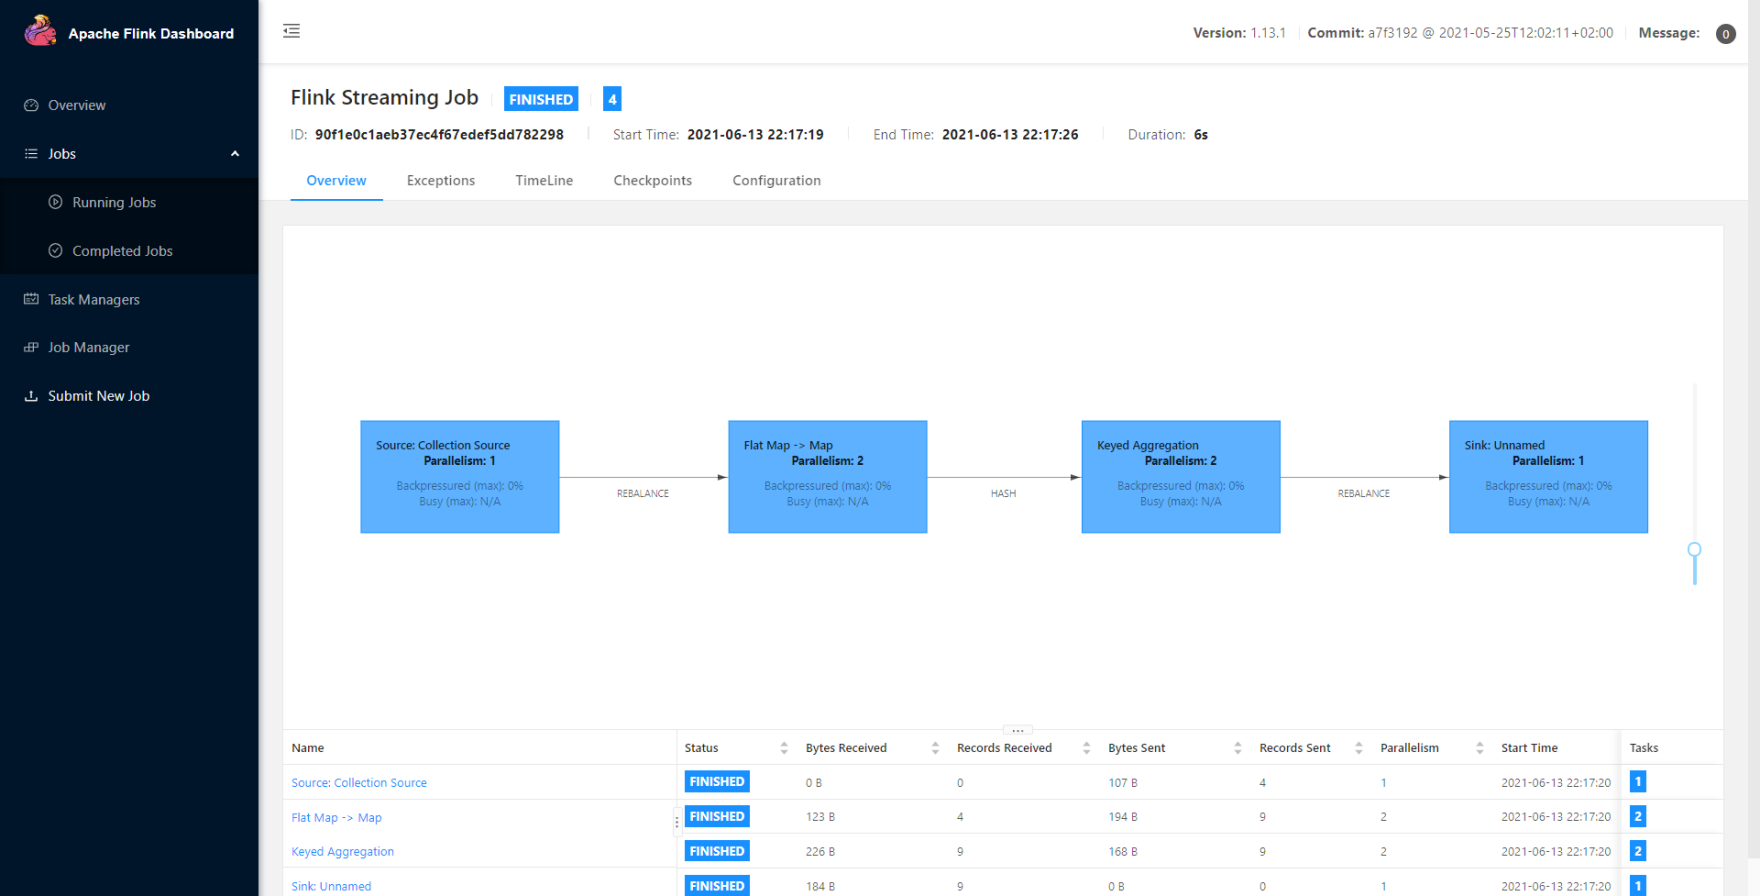 Apache Flink Dashboard
Version: 1.13.1 Commit: a7f3192 @ 2021-05-25T12:02:11+02:00 Message: 0
Overview
Jobs
Running Jobs
Completed Jobs
Task Managers
Job Manager
Submit New Job
Flink Streaming Job FINISHED 4
ID: 90f1e0c1aeb37ec4f67edef5dd782298 Start Time: 2021-06-13 22:17:19 End Time: 2021-06-13 22:17:26 Duration: 6s
Overview Exceptions TimeLine Checkpoints Configuration
Source: Collection Source
Parallelism: 1
Backpressured (max): 0%
Busy (max): N/A
REBALANCE
Flat Map -> Map
Parallelism: 2
Backpressured (max): 0%
Busy (max): N/A
HASH
Keyed Aggregation
Parallelism: 2
Backpressured (max): 0%
Busy (max): N/A
REBALANCE
Sink: Unnamed
Parallelism: 1
Backpressured (max): 0%
Busy (max): N/A
Name Status Bytes Received Records Received Bytes Sent Records Sent Parallelism Start Time Tasks
Source: Collection Source FINISHED 0 B 0 107 B 4 1 2021-06-13 22:17:20 1
Flat Map -> Map FINISHED 123 B 4 194 B 9 2 2021-06-13 22:17:20 2
Keyed Aggregation FINISHED 226 B 9 168 B 9 2 2021-06-13 22:17:20 2
Sink: Unnamed FINISHED 184 B 9 0 B 0 1 2021-06-13 22:17:20 1